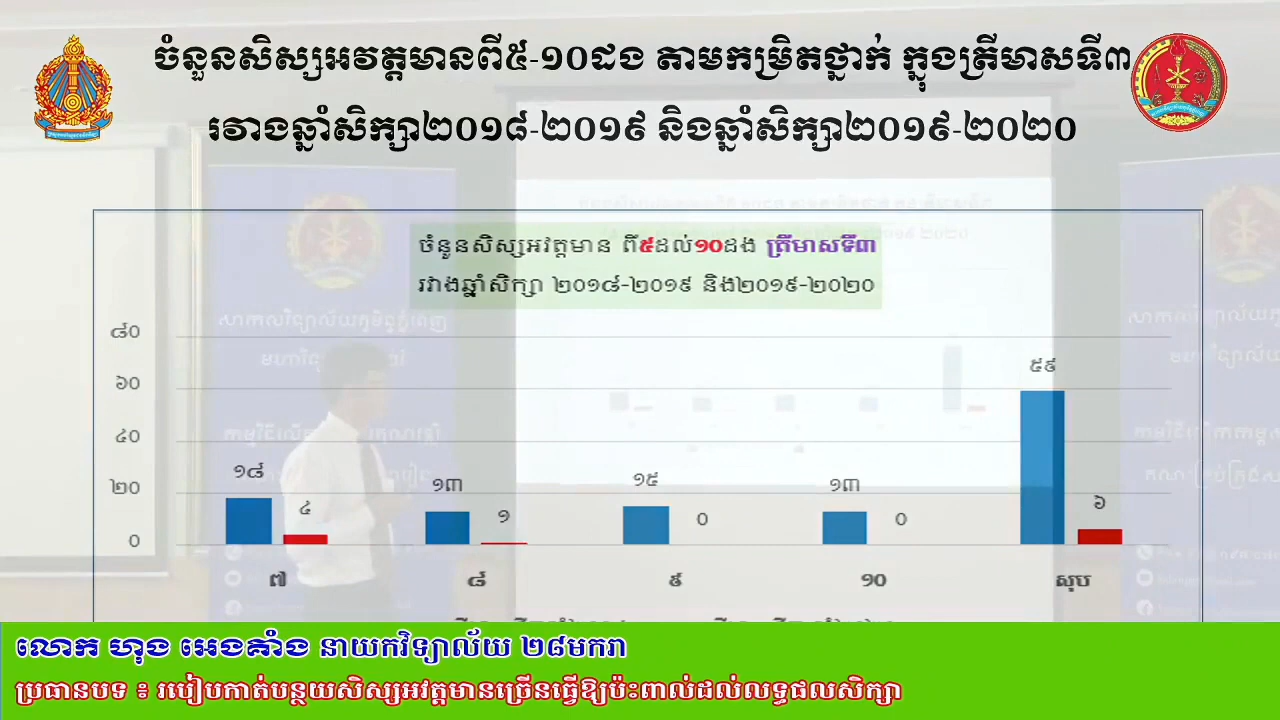 ចំនួនសិស្សអវត្តមានពី៥-១០ដង តាមកម្រិតថ្នាក់ ក្នុងត្រីមាសទី៣
រវាងឆ្នាំសិក្សា២០១៨-២០១៩ និងឆ្នាំសិក្សា២០១៩-២០២០
ចំនួនសិស្សអវត្តមាន ពី៥ដល់១០ដង ត្រីមាសទី៣
រវាងឆ្នាំសិក្សា ២០១៨-២០១៩ និង២០១៩-២០២០
៨០
៦០
៤០
២០
០
១៨ ៤ ១៣ ១ ១៥ ០ ១៣ ០ ៥៩ ៦
៧ ៨ ៩ ១០ សុប
លោក ហុង អេងគាំង នាយកវិទ្យាល័យ ២៨មករា
ប្រធានបទ ៖ របៀបកាត់បន្ថយសិស្សអវត្តមានច្រើនធ្វើឱ្យប៉ះពាល់ដល់លទ្ធផលសិក្សា